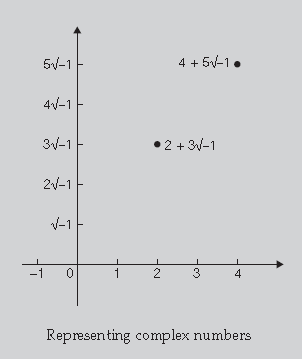 5√−1
4 + 5√−1
4√−1
3√−1
2 + 3√−1
2√−1
√−1
−1 0 1 2 3 4
Representing complex numbers